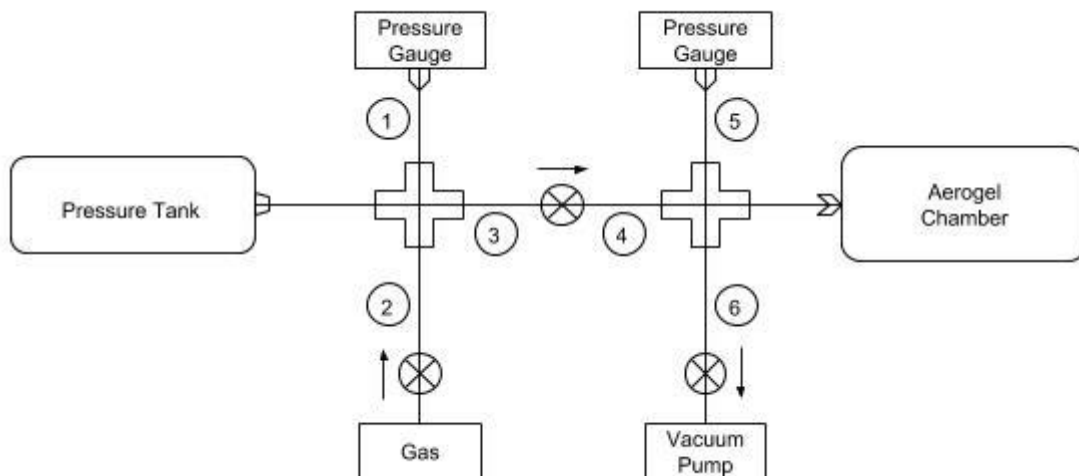 Pressure
Gauge
Pressure
Gauge
1
5
Pressure Tank
Aerogel
Chamber
3
4
2
6
Gas
Vacuum
Pump